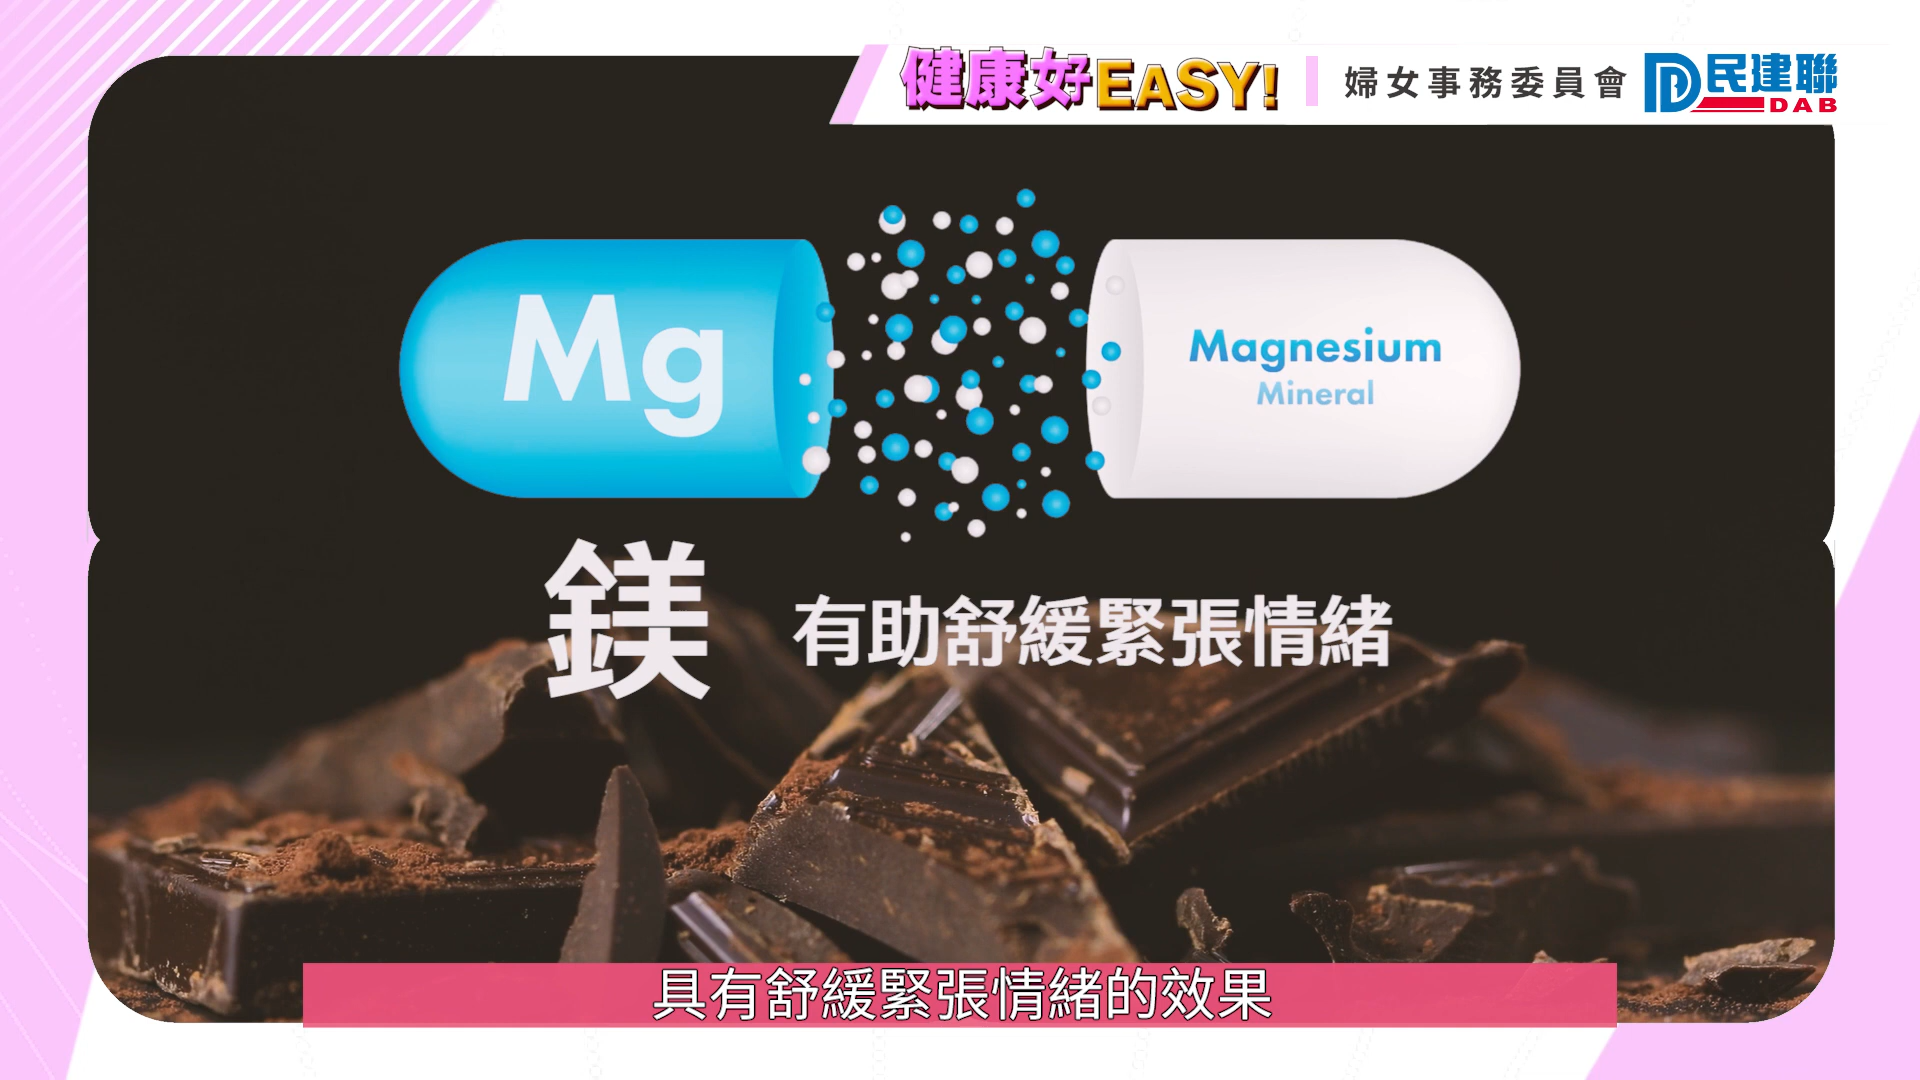 健康好EASY!
婦女事務委員會
民建聯
DAB
Mg
Magnesium
Mineral
鎂
有助舒緩緊張情緒
具有舒緩緊張情緒的效果